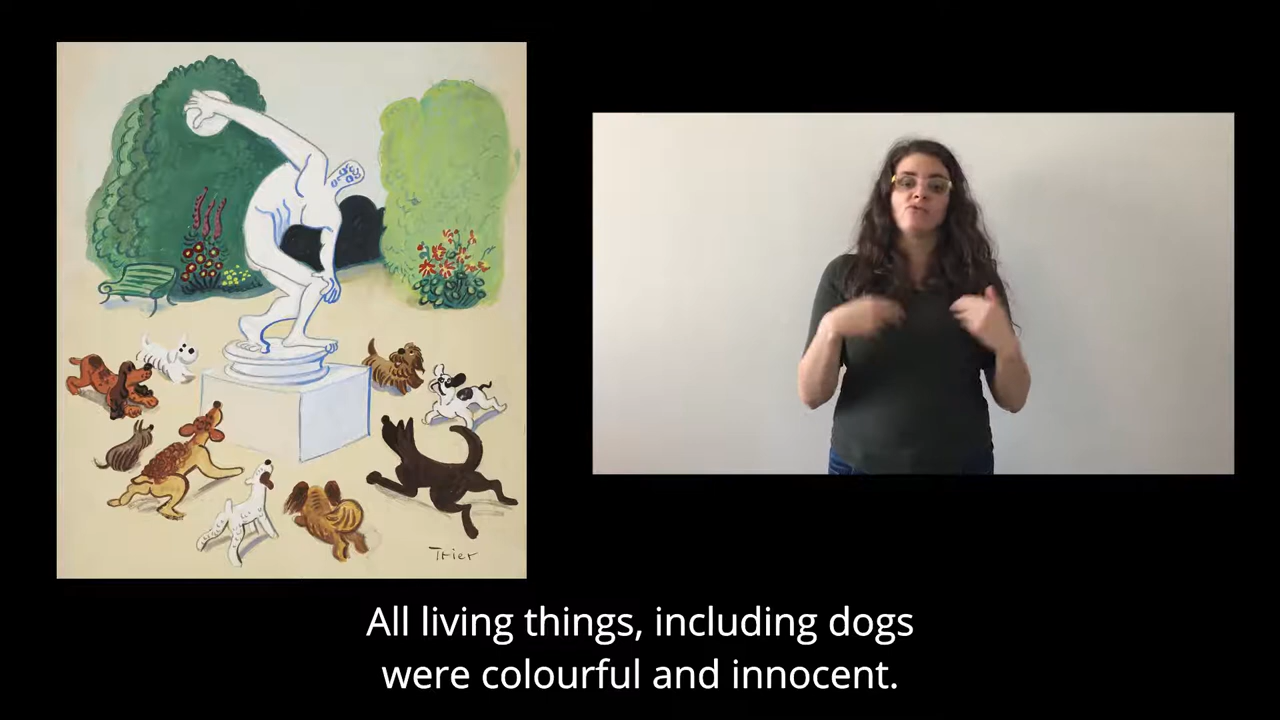 Trier
All living things, including dogs
were colourful and innocent.